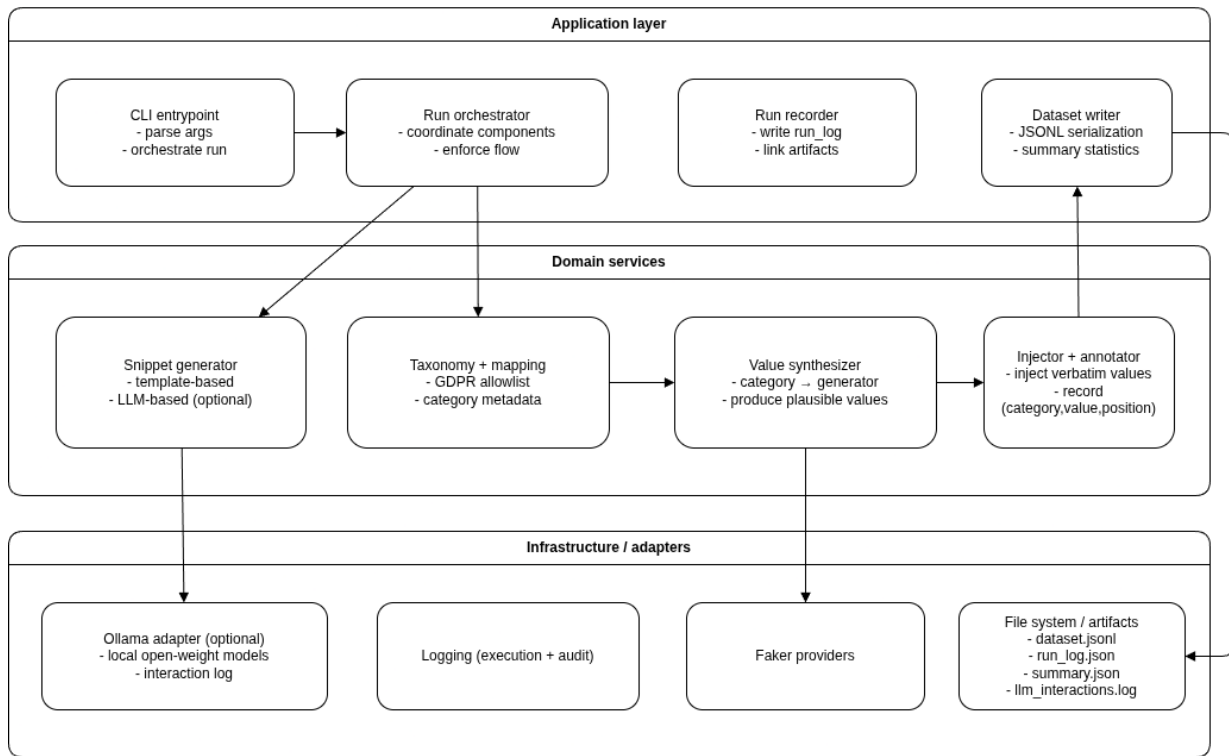 Application layer
CLI entrypoint
- parse args
- orchestrate run
Run orchestrator
- coordinate components
- enforce flow
Run recorder
- write run_log
- link artifacts
Dataset writer
- JSONL serialization
- summary statistics
Domain services
Snippet generator
- template-based
- LLM-based (optional)
Taxonomy + mapping
- GDPR allowlist
- category metadata
Value synthesizer
- category → generator
- produce plausible values
Injector + annotator
- inject verbatim values
- record
(category,value,position)
Infrastructure / adapters
Ollama adapter (optional)
- local open-weight models
- interaction log
Logging (execution + audit)
Faker providers
File system / artifacts
- dataset.jsonl
- run_log.json
- summary.json
- llm_interactions.log